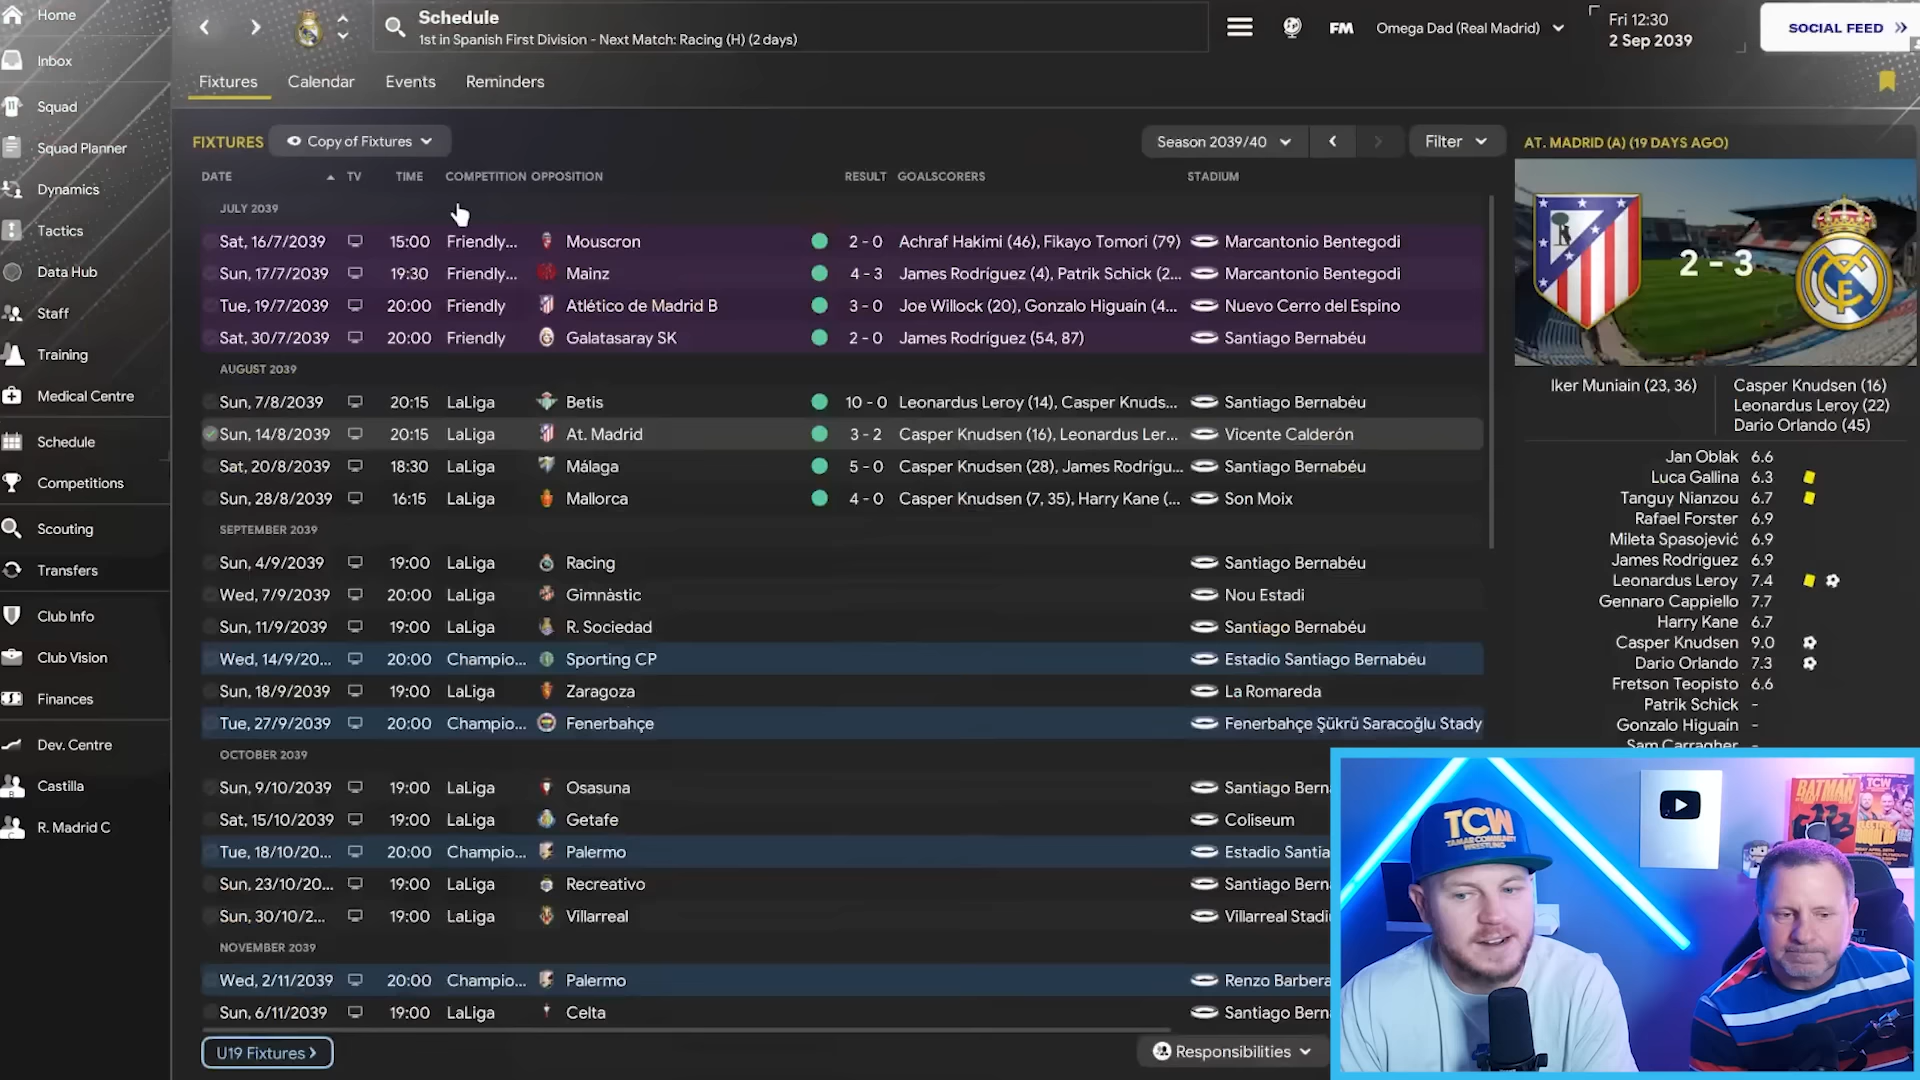 Home
Inbox
Squad
Squad Planner
Dynamics
Tactics
Data Hub
Staff
Training
Medical Centre
Schedule
Competitions
Scouting
Transfers
Club Info
Club Vision
Finances
Dev. Centre
Castilla
R. Madrid C
Schedule
1st in Spanish First Division - Next Match: Racing (H) (2 days)
FM
Omega Dad (Real Madrid)
Fri 12:30
2 Sep 2039
SOCIAL FEED
Fixtures Calendar Events Reminders
FIXTURES Copy of Fixtures Season 2039/40 Filter
DATE TV TIME COMPETITION OPPOSITION RESULT GOALSCORERS STADIUM
JULY 2039
Sat, 16/7/2039 15:00 Friendly... Mouscron 2 - 0 Achraf Hakimi (46), Fikayo Tomori (79) Marcantonio Bentegodi
Sun, 17/7/2039 19:30 Friendly... Mainz 4 - 3 James Rodríguez (4), Patrik Schick (2... Marcantonio Bentegodi
Tue, 19/7/2039 20:00 Friendly Atlético de Madrid B 3 - 0 Joe Willock (20), Gonzalo Higuaín (4... Nuevo Cerro del Espino
Sat, 30/7/2039 20:00 Friendly Galatasaray SK 2 - 0 James Rodríguez (54, 87) Santiago Bernabéu
AUGUST 2039
Sun, 7/8/2039 20:15 LaLiga Betis 10 - 0 Leonardus Leroy (14), Casper Knuds... Santiago Bernabéu
Sun, 14/8/2039 20:15 LaLiga At. Madrid 3 - 2 Casper Knudsen (16), Leonardus Ler... Vicente Calderón
Sat, 20/8/2039 18:30 LaLiga Málaga 5 - 0 Casper Knudsen (28), James Rodrígu... Santiago Bernabéu
Sun, 28/8/2039 16:15 LaLiga Mallorca 4 - 0 Casper Knudsen (7, 35), Harry Kane (... Son Moix
SEPTEMBER 2039
Sun, 4/9/2039 19:00 LaLiga Racing Santiago Bernabéu
Wed, 7/9/2039 20:00 LaLiga Gimnàstic Nou Estadi
Sun, 11/9/2039 19:00 LaLiga R. Sociedad Santiago Bernabéu
Wed, 14/9/20... 20:00 Champio... Sporting CP Estadio Santiago Bernabéu
Sun, 18/9/2039 19:00 LaLiga Zaragoza La Romareda
Tue, 27/9/2039 20:00 Champio... Fenerbahçe Fenerbahçe Şükrü Saracoğlu Stady
OCTOBER 2039
Sun, 9/10/2039 19:00 LaLiga Osasuna Santiago Bern
Sat, 15/10/2039 19:00 LaLiga Getafe Coliseum
Tue, 18/10/20... 20:00 Champio... Palermo Estadio Santia
Sun, 23/10/20... 19:00 LaLiga Recreativo Santiago Bern
Sun, 30/10/2... 19:00 LaLiga Villarreal Villarreal Stadi
NOVEMBER 2039
Wed, 2/11/2039 20:00 Champio... Palermo Renzo Barbera
Sun, 6/11/2039 19:00 LaLiga Celta Santiago Bern
U19 Fixtures
Responsibilities
AT. MADRID (A) (19 DAYS AGO)
2 - 3
Iker Muniain (23, 36)
Casper Knudsen (16)
Leonardus Leroy (22)
Dario Orlando (45)
Jan Oblak 6.6
Luca Gallina 6.3
Tanguy Nianzou 6.7
Rafael Forster 6.9
Mileta Spasojević 6.9
James Rodríguez 6.9
Leonardus Leroy 7.4
Gennaro Cappiello 7.7
Harry Kane 6.7
Casper Knudsen 9.0
Dario Orlando 7.3
Fretson Teopisto 6.6
Patrik Schick -
Gonzalo Higuaín -
Sam Carragher -
TCW
TAMAR COMMUNITY
WRESTLING
BATMAN
TCW